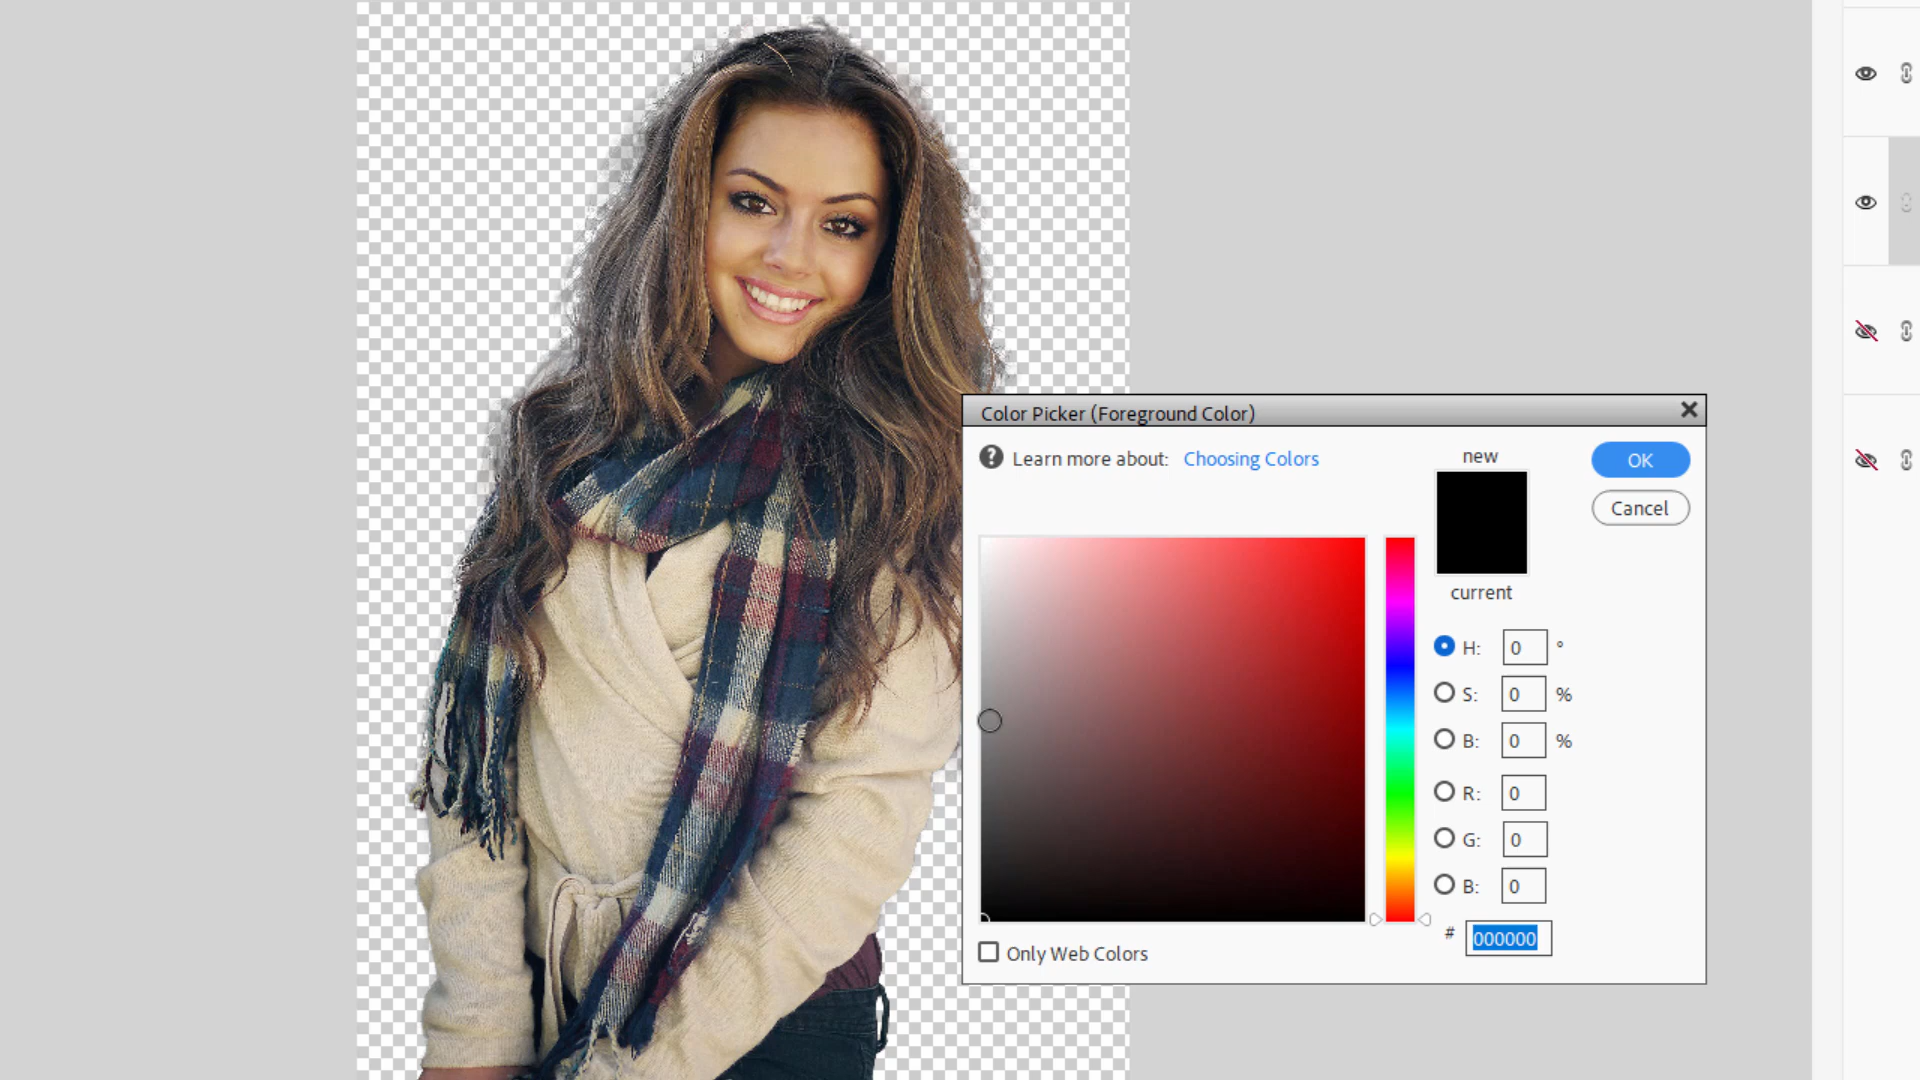 Color Picker (Foreground Color)
Learn more about: Choosing Colors
new
OK
Cancel
current
H: 0 °
S: 0 %
B: 0 %
R: 0
G: 0
B: 0
# 000000
Only Web Colors